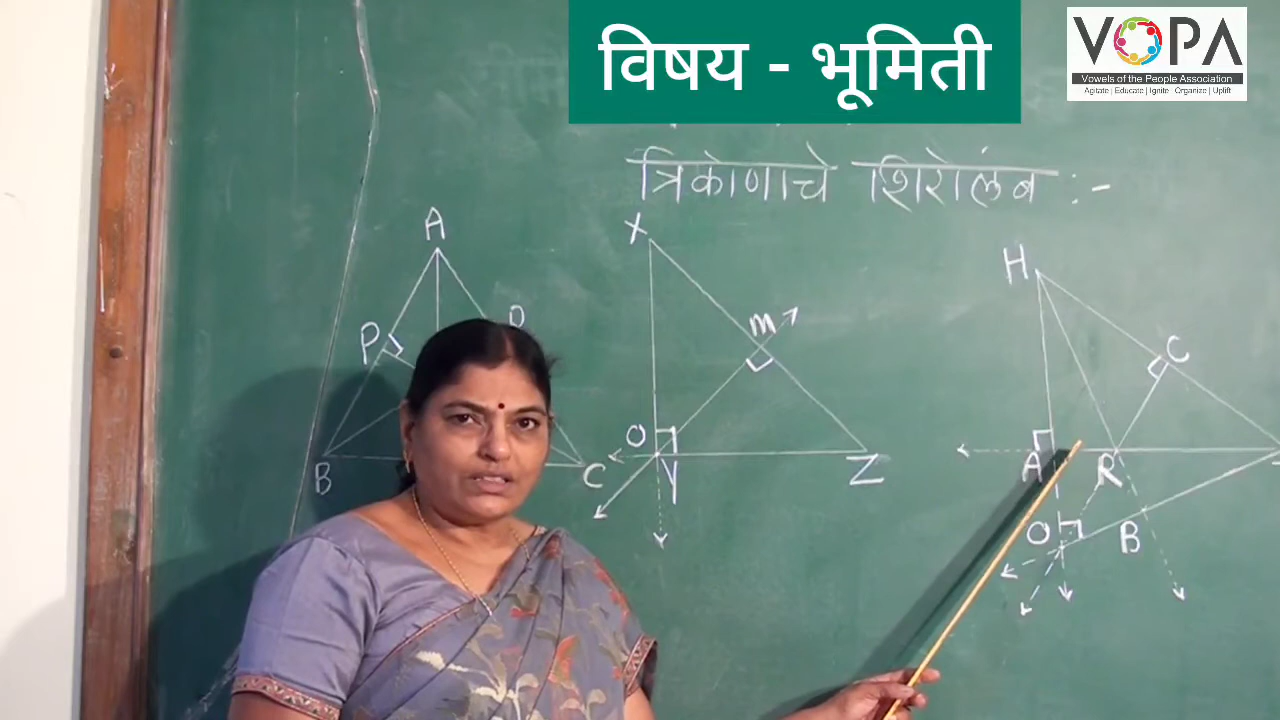 विषय - भूमिती
VOPA
Vowels of the People Association
Agitate | Educate | Ignite | Organize | Uplift
त्रिकोणाचे शिरोलंब :-
A
P
B
C
X
M
O
Y
Z
H
C
A
R
O
B